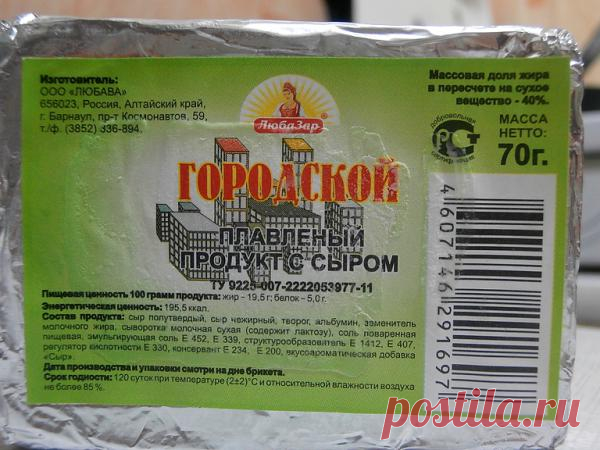 Изготовитель:
ООО «ЛЮБАВА»
656023, Россия, Алтайский край,
г. Барнаул, пр-т Космонавтов, 59,
т./ф. (3852) 336-894.
ЛюбаЗар
Массовая доля жира
в пересчете на сухое
вещество - 40%.
добровольная
сертификация
МАССА
НЕТТО:
70г.
ГОРОДСКОЙ
ПЛАВЛЕНЫЙ
ПРОДУКТ С СЫРОМ
ТУ 9225-007-2222053977-11
Пищевая ценность 100 грамм продукта: жир - 19,5 г; белок - 5,0 г.
Энергетическая ценность: 195,5 ккал.
Состав продукта: сыр полутвердый, сыр нежирный, творог, альбумин, заменитель
молочного жира, сыворотка молочная сухая (содержит лактозу), соль поваренная
пищевая, эмульгирующая соль Е 452, Е 339, структурообразователь Е 1412, Е 407,
регулятор кислотности Е 330, консервант Е 234, Е 200, вкусоароматическая добавка
«Сыр».
Дата производства и упаковки смотри на дне брикета.
Срок годности: 120 суток при температуре (2±2)°С и относительной влажности воздуха
не более 85 %.
4607146291697
postila.ru